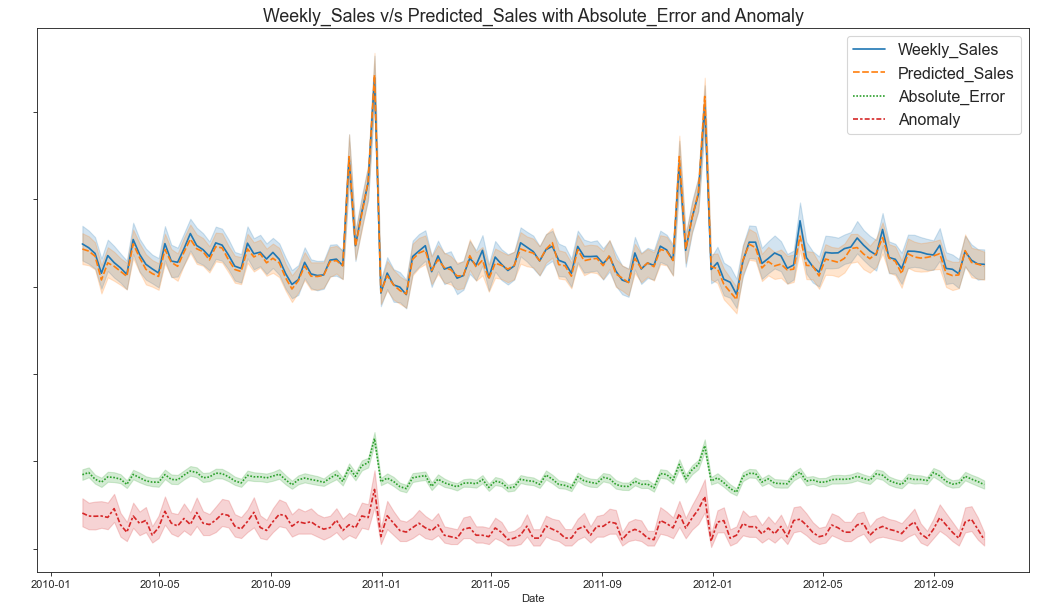 Weekly_Sales v/s Predicted_Sales with Absolute_Error and Anomaly
Weekly_Sales
Predicted_Sales
Absolute_Error
Anomaly
2010-01 2010-05 2010-09 2011-01 2011-05 2011-09 2012-01 2012-05 2012-09
Date